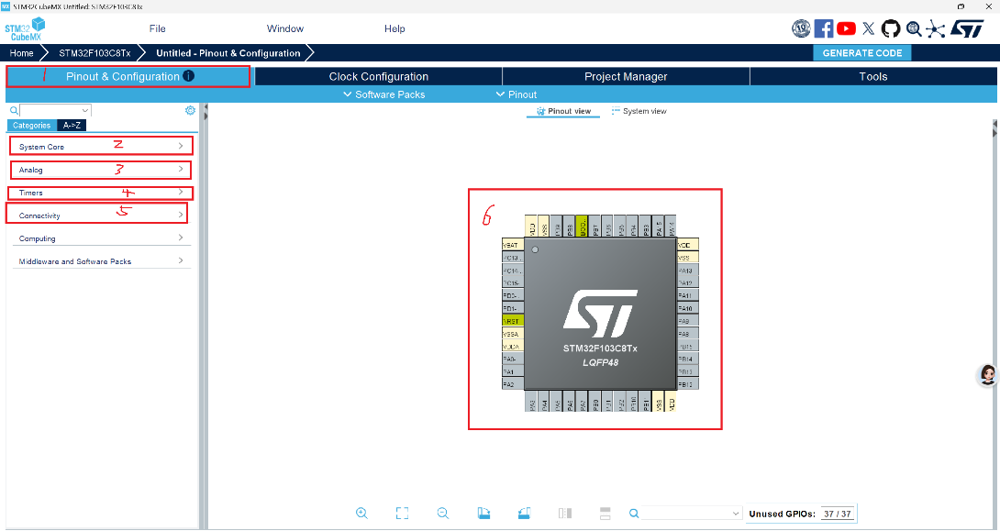 STM32CubeMX Untitled: STM32F103C8Tx
STM32 CubeMX
File
Window
Help
Home
STM32F103C8Tx
Untitled - Pinout & Configuration
GENERATE CODE
1
Pinout & Configuration
Clock Configuration
Project Manager
Tools
Software Packs
Pinout
Categories
A->Z
Pinout view
System view
System Core
2
Analog
3
Timers
4
Connectivity
5
Computing
Middleware and Software Packs
6
VDD VSS PB9 PB8 BOO.. PB7 PB6 PB5 PB4 PB3 PA15 PA14
VBAT
PC13..
PC14..
PC15-
PD0-..
PD1-
NRST
VSSA
VDDA
PA0-
PA1
PA2
VDD
VSS
PA13
PA12
PA11
PA10
PA9
PA8
PB15
PB14
PB13
PB12
STM32F103C8Tx
LQFP48
PA3 PA4 PA5 PA6 PA7 PB0 PB1 PB2 PB10 PB1.. VSS VDD
Unused GPIOs: 37 / 37